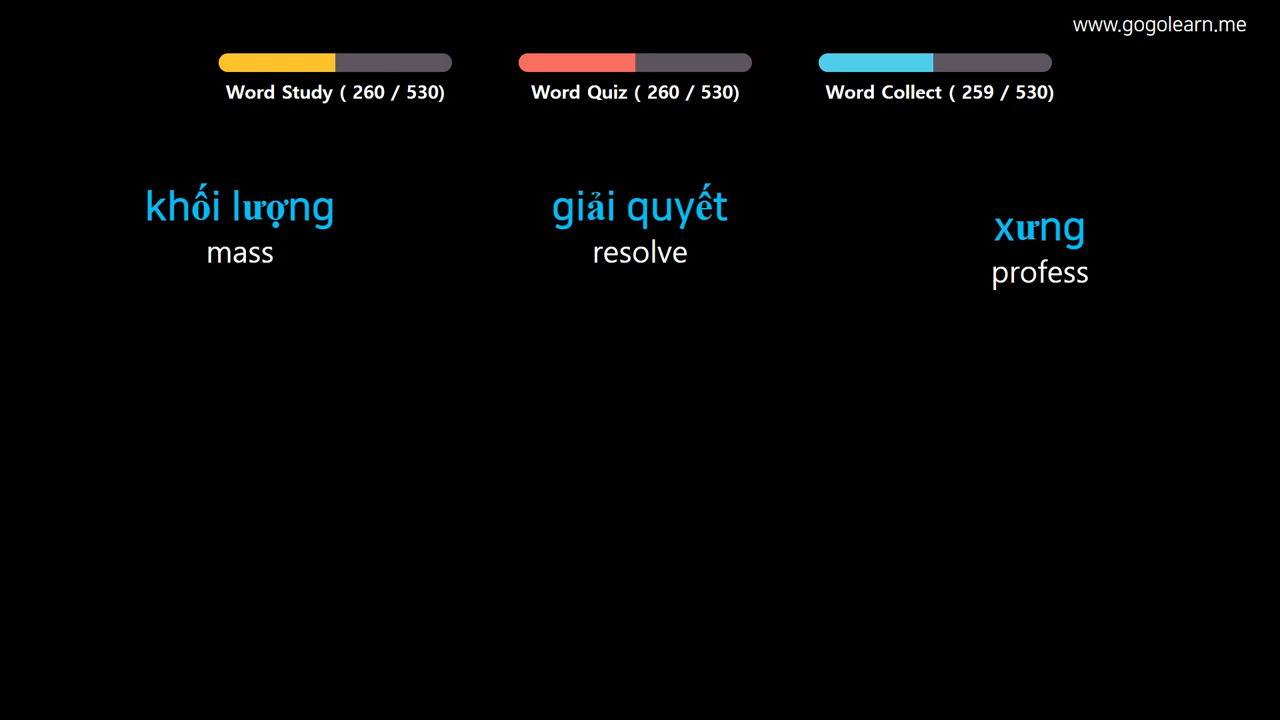 www.gogolearn.me
Word Study ( 260 / 530)
Word Quiz ( 260 / 530)
Word Collect ( 259 / 530)
khối lượng
mass
giải quyết
resolve
xưng
profess